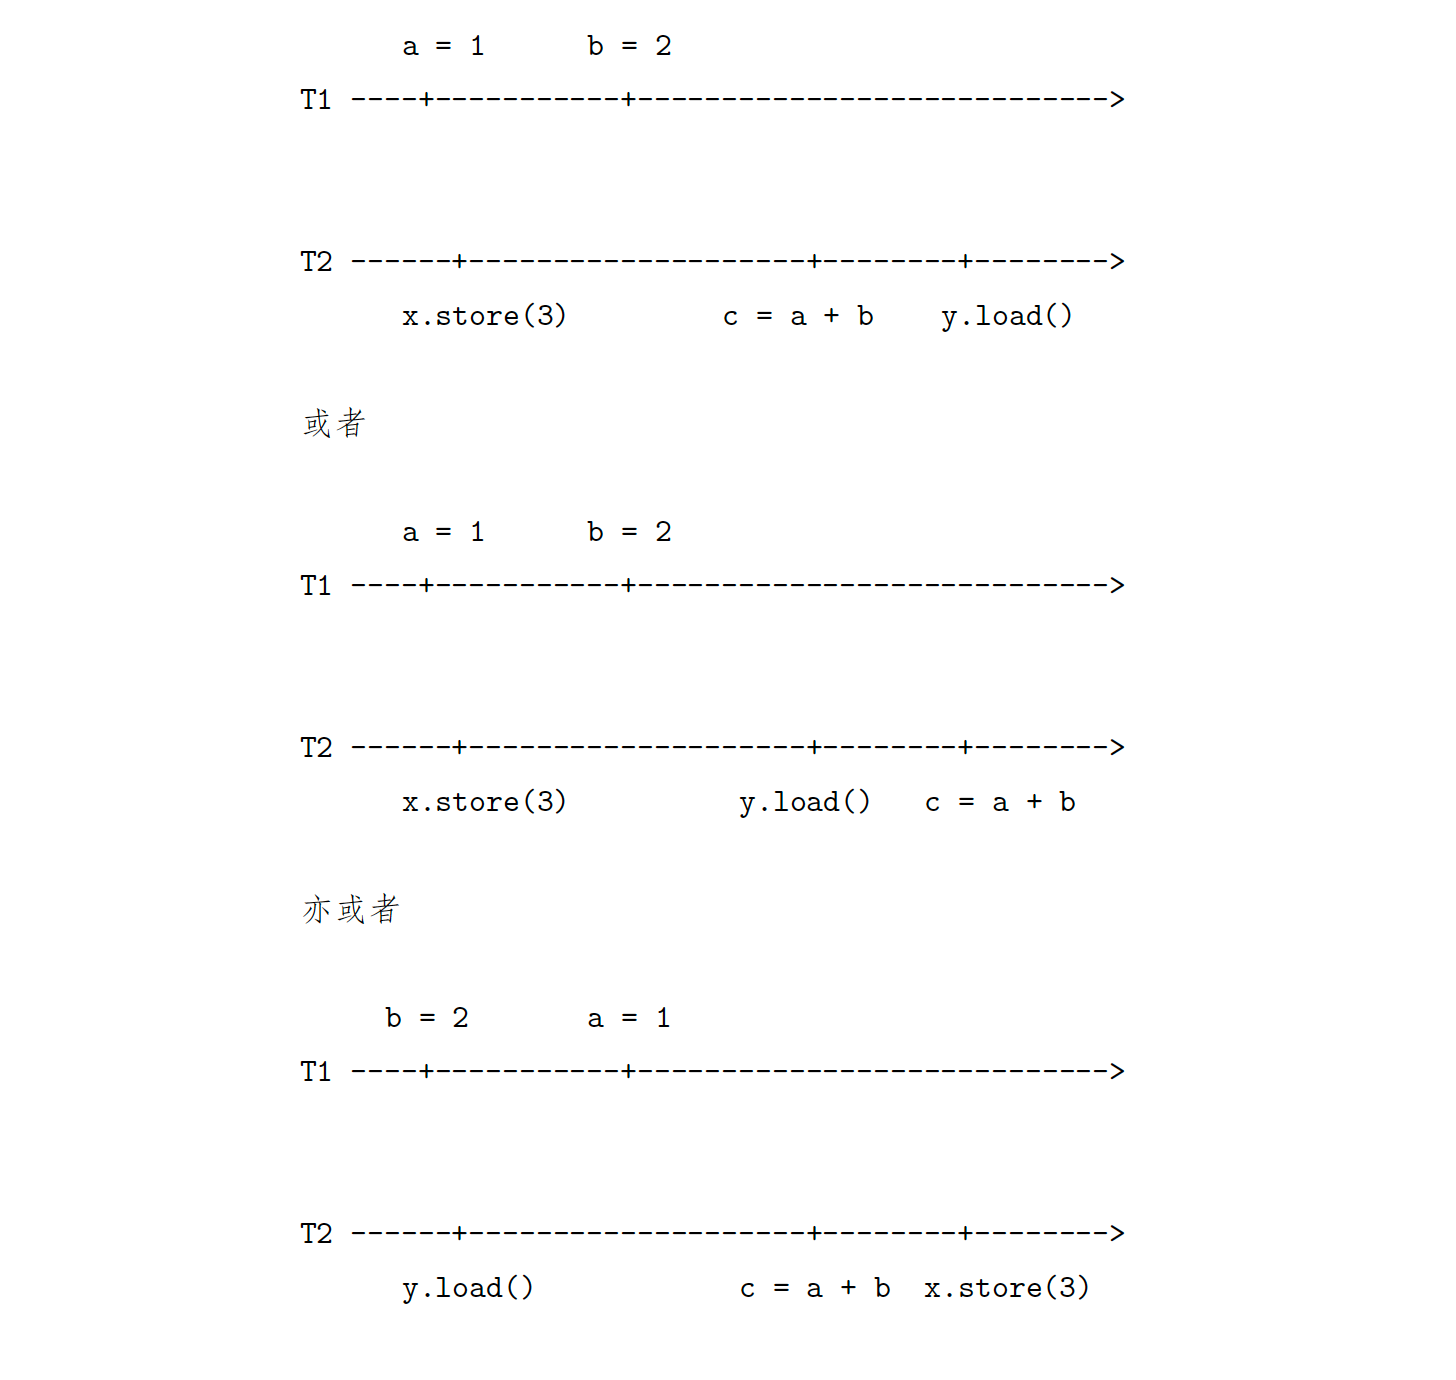 a = 1      b = 2
T1 ----+-----------+---------------------------->
T2 ------+--------------------+--------+-------->
x.store(3)         c = a + b    y.load()
或者
a = 1      b = 2
T1 ----+-----------+---------------------------->
T2 ------+--------------------+--------+-------->
x.store(3)          y.load()   c = a + b
亦或者
b = 2       a = 1
T1 ----+-----------+---------------------------->
T2 ------+--------------------+--------+-------->
y.load()            c = a + b  x.store(3)